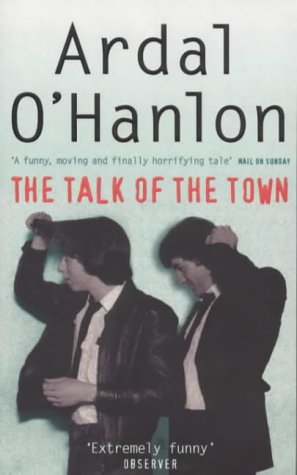 Ardal
O'Hanlon
'A funny, moving and finally horrifying tale' MAIL ON SUNDAY
THE TALK OF THE TOWN
'Extremely funny'
OBSERVER